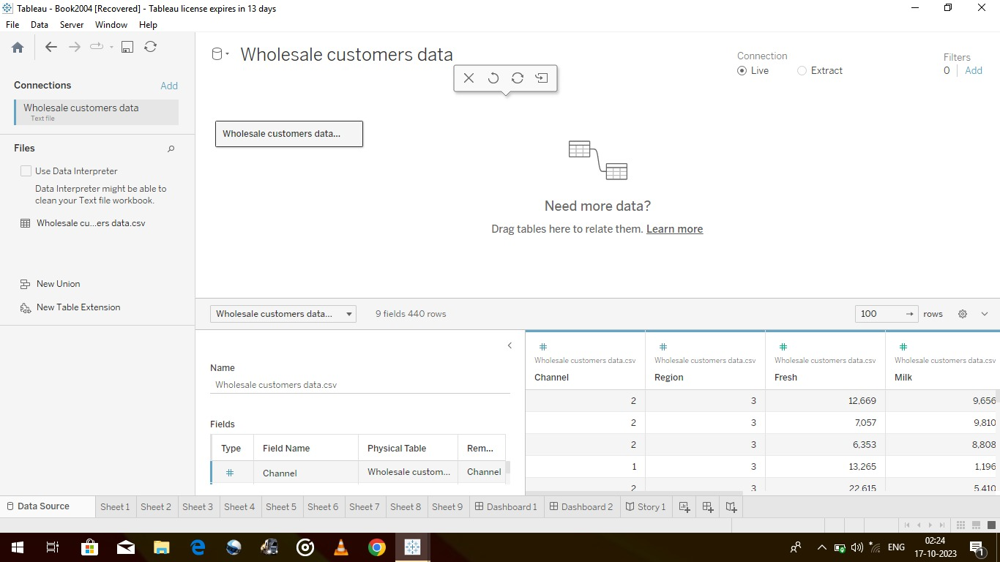 Tableau - Book2004 [Recovered] - Tableau license expires in 13 days
File Data Server Window Help
Connections Add
Wholesale customers data
Text file
Files
Use Data Interpreter
Data Interpreter might be able to
clean your Text file workbook.
Wholesale cu...ers data.csv
New Union
New Table Extension
Wholesale customers data
Connection
Live Extract
Filters
0 Add
Wholesale customers data...
Need more data?
Drag tables here to relate them. Learn more
Wholesale customers data... 9 fields 440 rows 100 rows
Name
Wholesale customers data.csv
Fields
Type Field Name Physical Table Rem...
# Channel Wholesale custom... Channel
# # # #
Wholesale customers data.csv Wholesale customers data.csv Wholesale customers data.csv Wholesale customers data.csv
Channel Region Fresh Milk
2 3 12,669 9,656
2 3 7,057 9,810
2 3 6,353 8,808
1 3 13,265 1,196
2 3 22,615 5,410
Data Source Sheet 1 Sheet 2 Sheet 3 Sheet 4 Sheet 5 Sheet 6 Sheet 7 Sheet 8 Sheet 9 Dashboard 1 Dashboard 2 Story 1
ENG
02:24
17-10-2023
1